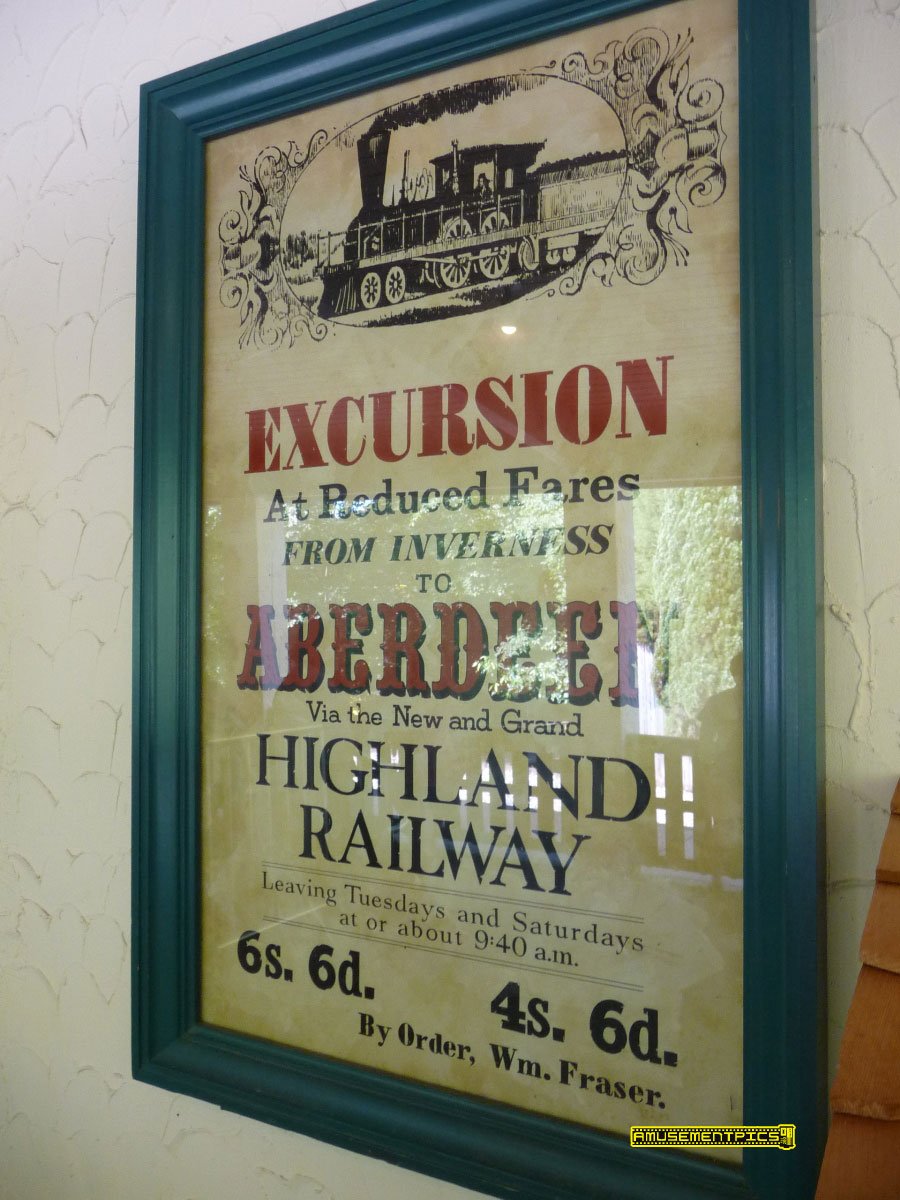 EXCURSION
At Reduced Fares
FROM INVERNESS
TO
ABERDEEN
Via the New and Grand
HIGHLAND
RAILWAY
Leaving Tuesdays and Saturdays
at or about 9:40 a.m.
6s. 6d.
4s. 6d.
By Order, Wm. Fraser.
AMUSEMENTPICS